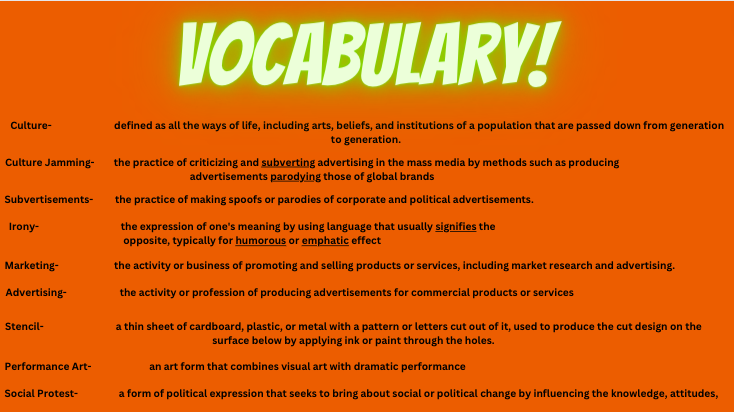 VOCABULARY!
Culture- defined as all the ways of life, including arts, beliefs, and institutions of a population that are passed down from generation
to generation.
Culture Jamming- the practice of criticizing and subverting advertising in the mass media by methods such as producing
advertisements parodying those of global brands
Subvertisements- the practice of making spoofs or parodies of corporate and political advertisements.
Irony- the expression of one's meaning by using language that usually signifies the
opposite, typically for humorous or emphatic effect
Marketing- the activity or business of promoting and selling products or services, including market research and advertising.
Advertising- the activity or profession of producing advertisements for commercial products or services
Stencil- a thin sheet of cardboard, plastic, or metal with a pattern or letters cut out of it, used to produce the cut design on the
surface below by applying ink or paint through the holes.
Performance Art- an art form that combines visual art with dramatic performance
Social Protest- a form of political expression that seeks to bring about social or political change by influencing the knowledge, attitudes,